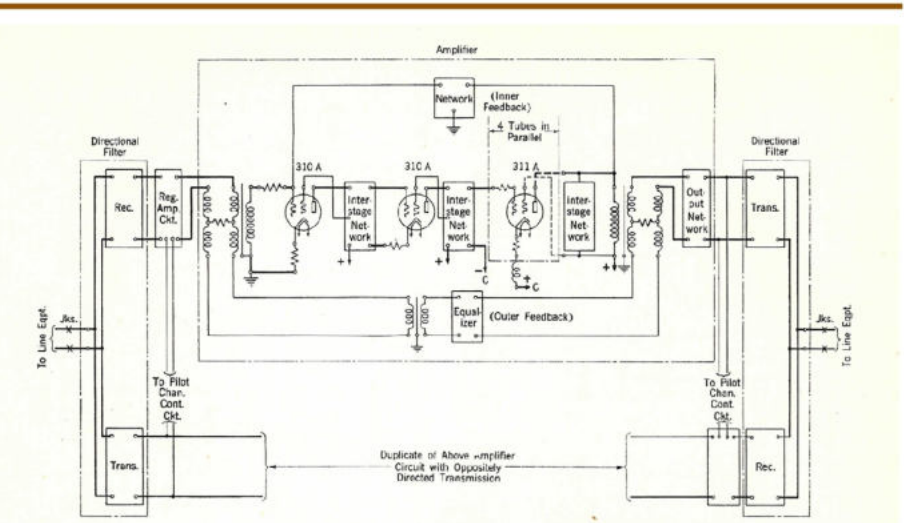 Amplifier
Network
(Inner
Feedback)
4 Tubes in
Parallel
Directional
Filter
Directional
Filter
310 A
310 A
311 A
Rec.
Reg.
Amp.
Ckt.
Inter-
stage
Net-
work
Inter-
stage
Net-
work
Inter-
stage
Net-
work
Out-
put
Net-
work
Trans.
+
-
C
+
C
+
Equal-
izer
(Outer Feedback)
To Line Eqpt.
Jks.
Jks.
To Line Eqpt.
To Pilot
Chan.
Cont.
Ckt.
To Pilot
Chan.
Cont.
Ckt.
Trans.
Duplicate of Above Amplifier
Circuit with Oppositely
Directed Transmission
Rec.